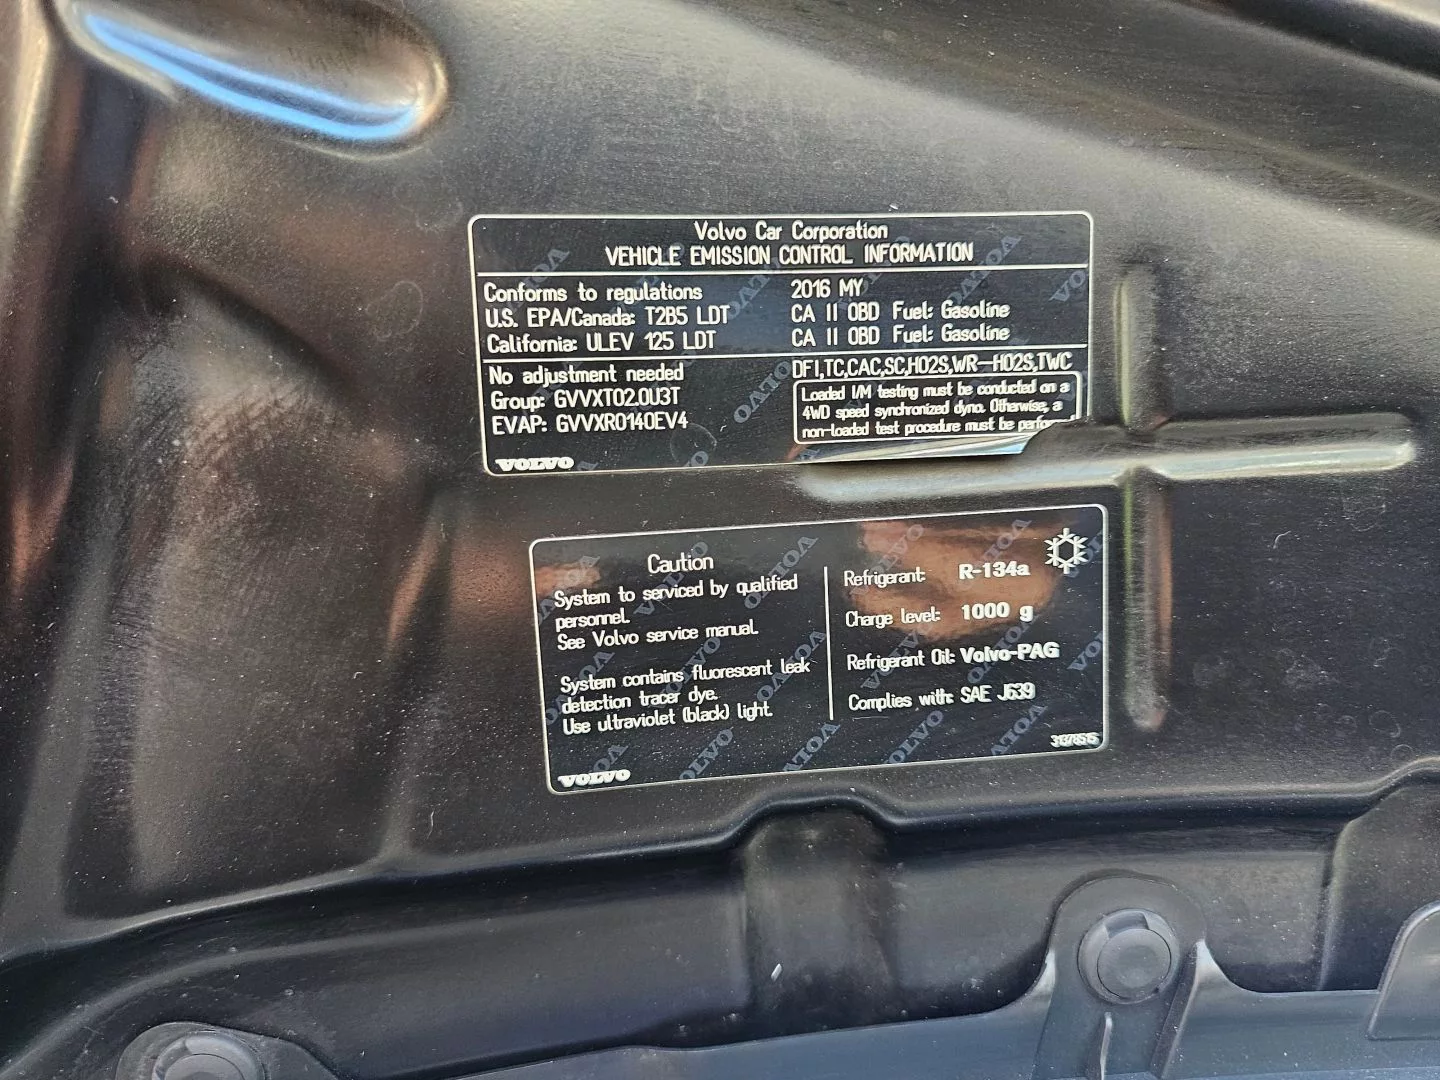 Volvo Car Corporation
VEHICLE EMISSION CONTROL INFORMATION
Conforms to regulations 2016 MY
U.S. EPA/Canada: T2B5 LDT CA II OBD Fuel: Gasoline
California: ULEV 125 LDT CA II OBD Fuel: Gasoline
No adjustment needed DFI,TC,CAC,SC,HO2S,WR-HO2S,TWC
Group: GVVXT02.0U3T
EVAP: GVVXR0140EV4
Loaded I/M testing must be conducted on a
4WD speed synchronized dyno. Otherwise, a
non-loaded test procedure must be
VOLVO
Caution
System to serviced by qualified
personnel.
See Volvo service manual.
System contains fluorescent leak
detection tracer dye.
Use ultraviolet (black) light.
VOLVO
Refrigerant: R-134a
Charge level: 1000 g
Refrigerant Oil: Volvo-PAG
Complies with: SAE J639
31378515